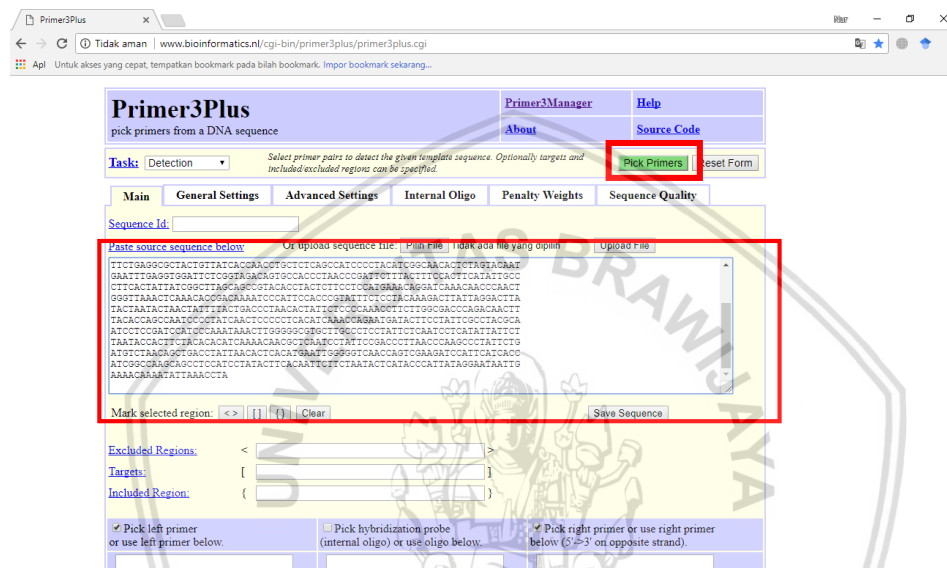 Primer3Plus
Tidak aman | www.bioinformatics.nl/cgi-bin/primer3plus/primer3plus.cgi
Apl Untuk akses yang cepat, tempatkan bookmark pada bilah bookmark. Impor bookmark sekarang...
Primer3Plus
pick primers from a DNA sequence
Primer3Manager Help
About Source Code
Task: Detection
Select primer pairs to detect the given template sequence. Optionally targets and
included/excluded regions can be specified.
Pick Primers Reset Form
Main General Settings Advanced Settings Internal Oligo Penalty Weights Sequence Quality
Sequence Id:
Paste source sequence below Or upload sequence file: Pilih File Tidak ada file yang dipilih Upload File
TTCTGAGGCGCTACTGTTATCACCAACCTGCTCTCAGCCATCCCCTACATCGGCAACACTCTAGTACAAT
GAATTTGAGGTGGATTCTCGGTAGACAGTGCCACCCTAACCCGATTCTTTACTTTCCAGTTCATATTGCC
CTTCACTATTATCGGCTTAGCAGCCGTACACCTACTCTTCCTCCATGAAACAGGATCAAACAACCCAACT
GGGTTAAACTCAAACACCGACAAAATCCCATTCCACCCGTATTTCTCCTACAAAGACTTATTAGGACTTA
TACTAATACTAACTATTTTACTGACCCTAACACTATTCTCCCCAAACCTTCTTGGCGACCCAGACAACTT
TACACCAGCCAATCCCCTATCAACTCCCCCTCACATCAAACCAGAATGATACTTCCTATTCGCCTACGCA
ATCCTCCGATCCATCCCAAATAAACTTGGGGGCGTGCTTGCCCTCCTATTCTCAATCCTCATATTATTCT
TAATACCACTTCTACACACATCAAAACAACGCTCAATCCTATTCCGACCCTTAACCCAAGCCCTATTCTG
ATGTCTAACAGCTGACCTATTAACACTCACATGAATTGGGGGTCAACCAGTCGAAGATCCATTCATCACC
ATCGGCCAAGCAGCCTCCATCCTATACTTCACAATTCTTCTAATACTCATACCCATTATAGGAATAATTG
AAAACAAAATATTAAACCTA
Mark selected region: <> [] {} Clear Save Sequence
Excluded Regions: < >
Targets: [ ]
Included Region: { }
Pick left primer
or use left primer below.
Pick hybridization probe
(internal oligo) or use oligo below.
Pick right primer or use right primer
below (5'->3' on opposite strand).
UNIVERSITAS BRAWIJAYA